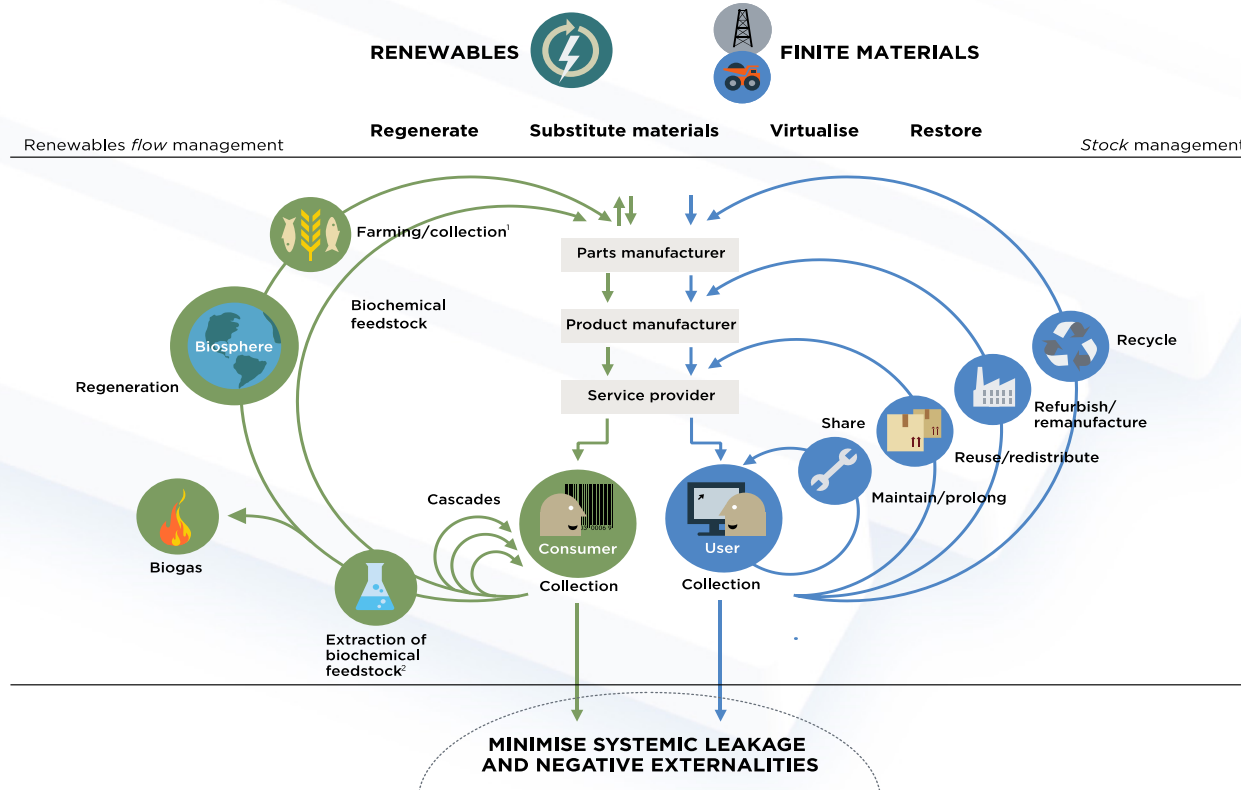 RENEWABLES
FINITE MATERIALS
Regenerate
Substitute materials
Virtualise
Restore
Renewables flow management
Stock management
Farming/collection¹
Parts manufacturer
Biochemical
feedstock
Product manufacturer
Recycle
Biosphere
Regeneration
Service provider
Refurbish/
remanufacture
Share
Reuse/redistribute
Cascades
Maintain/prolong
Consumer
User
Biogas
Collection
Collection
Extraction of
biochemical
feedstock²
MINIMISE SYSTEMIC LEAKAGE
AND NEGATIVE EXTERNALITIES